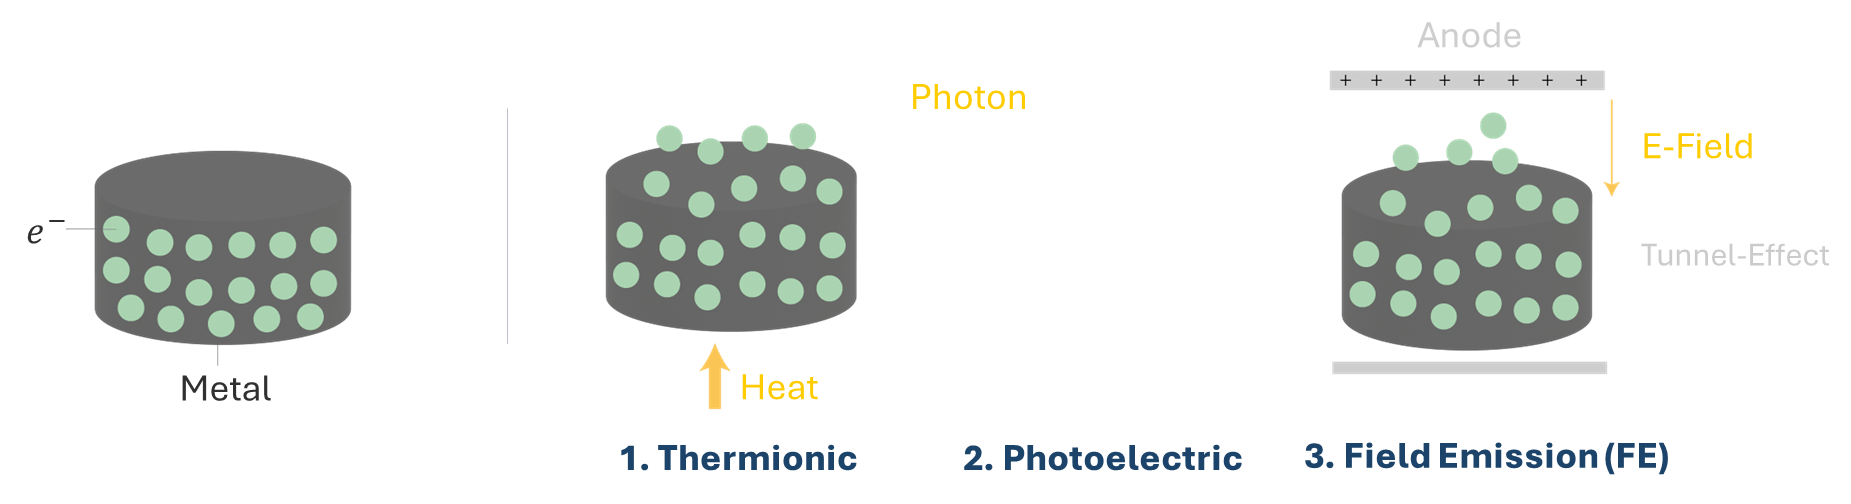 e⁻
Metal
Heat
1. Thermionic
Photon
2. Photoelectric
Anode
+ + + + + + + +
E-Field
Tunnel-Effect
3. Field Emission (FE)